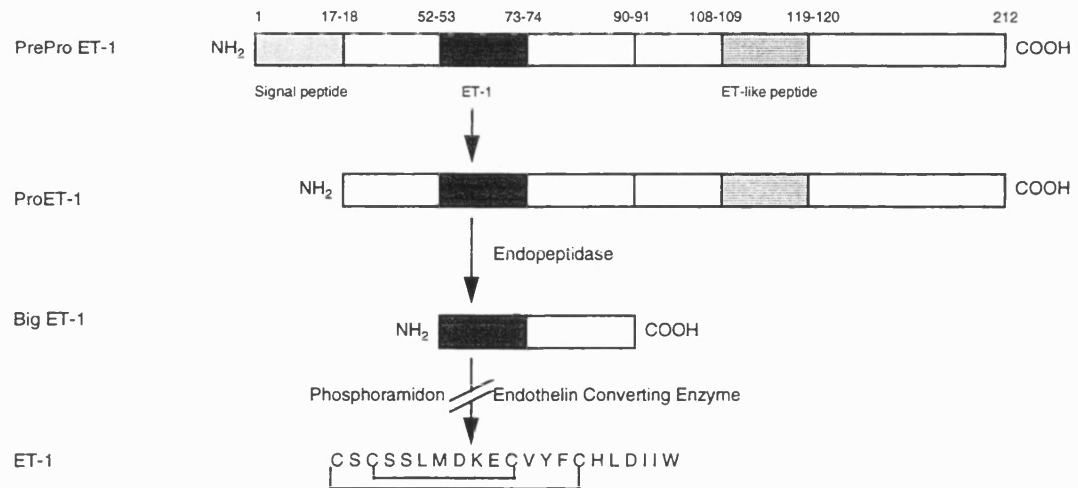 1 17-18 52-53 73-74 90-91 108-109 119-120 212
PrePro ET-1 NH2 COOH
Signal peptide ET-1 ET-like peptide
ProET-1 NH2 COOH
Endopeptidase
Big ET-1 NH2 COOH
Phosphoramidon Endothelin Converting Enzyme
ET-1 C S C S S L M D K E C V Y F C H L D I I W